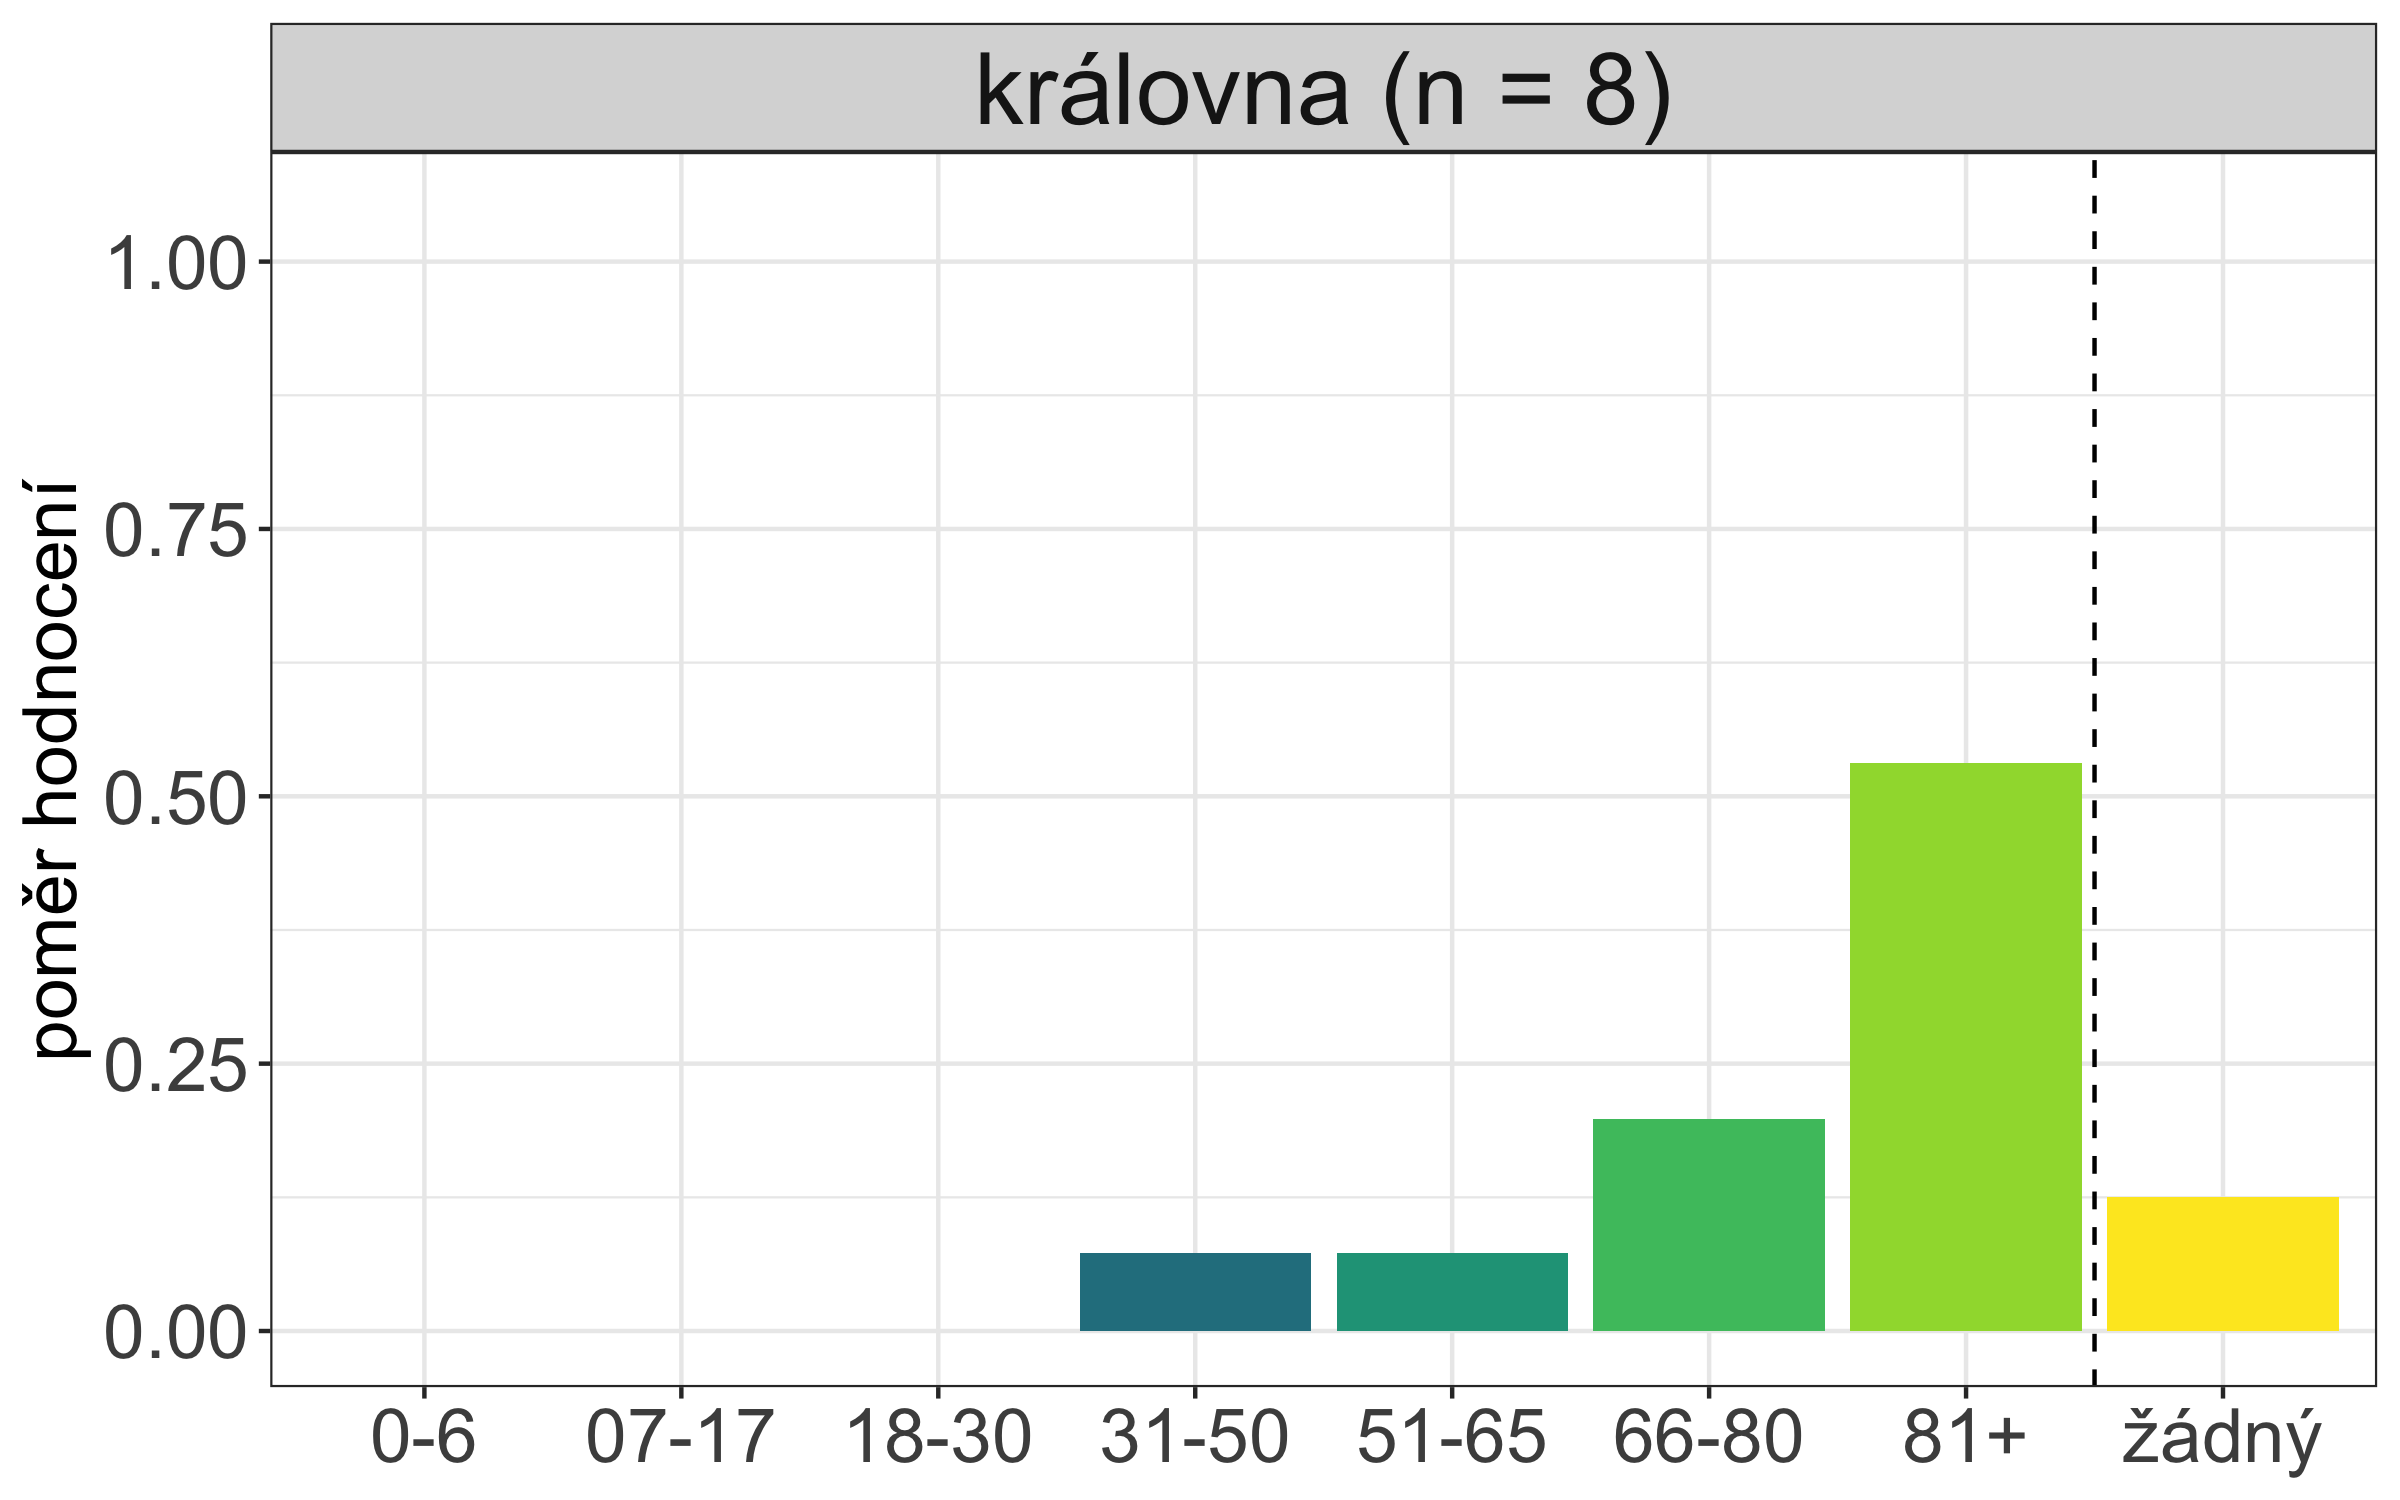 královna (n = 8)
poměr hodnocení
1.00
0.75
0.50
0.25
0.00
0-6 07-17 18-30 31-50 51-65 66-80 81+ žádný